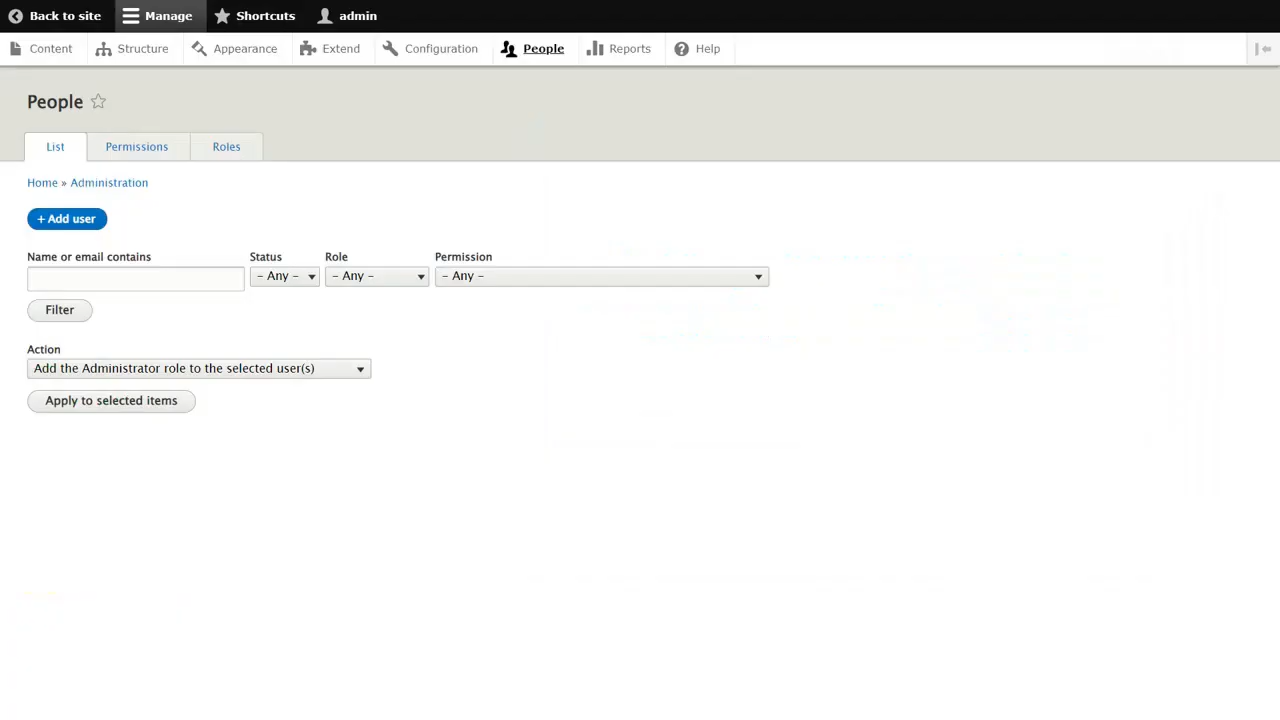 Back to site Manage Shortcuts admin
Content Structure Appearance Extend Configuration People Reports Help
People
List Permissions Roles
Home » Administration
+ Add user
Name or email contains Status Role Permission
- Any - - Any - - Any -
Filter
Action
Add the Administrator role to the selected user(s)
Apply to selected items